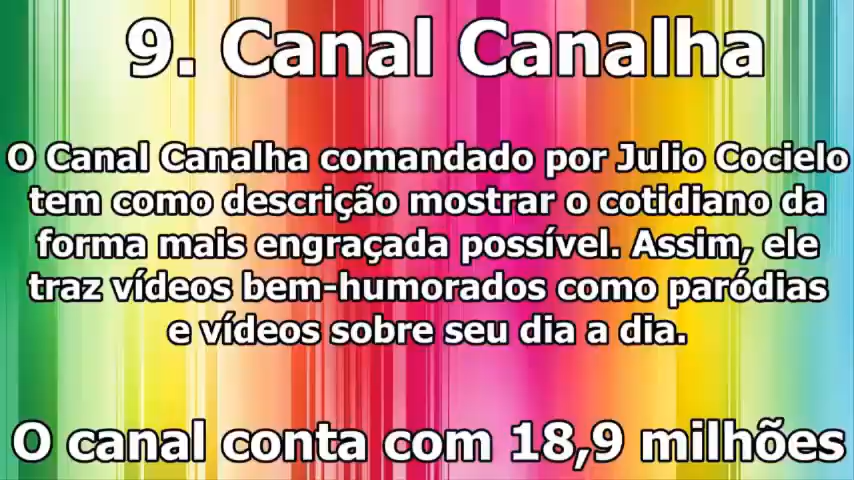 9. Canal Canalha
O Canal Canalha comandado por Julio Cocielo
tem como descrição mostrar o cotidiano da
forma mais engraçada possível. Assim, ele
traz vídeos bem-humorados como paródias
e vídeos sobre seu dia a dia.
O canal conta com 18,9 milhões